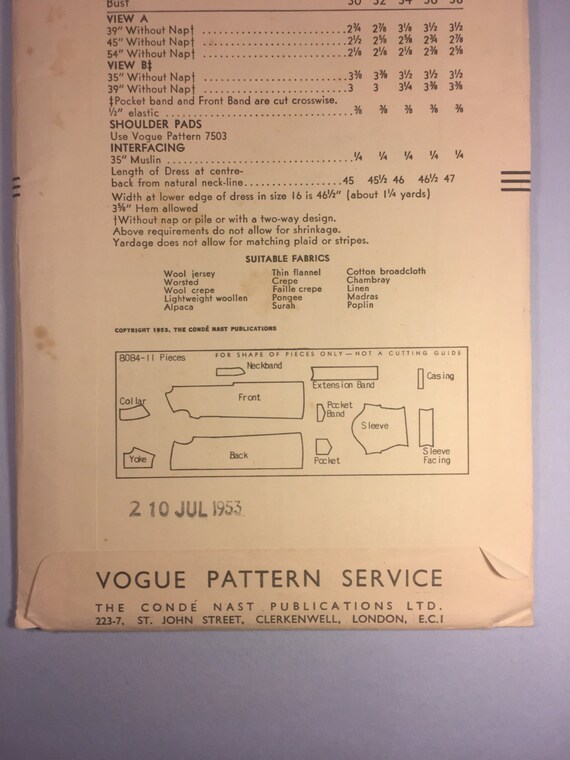 Bust 30 32 34 36 38
VIEW A
39" Without Nap† 2¾ 2⅞ 3⅛ 3½ 3½
45" Without Nap† 2½ 2⅝ 2⅝ 2¾ 2⅞
54" Without Nap† 2⅛ 2⅛ 2⅛ 2⅜ 2⅝
VIEW B‡
35" Without Nap† 3⅜ 3⅜ 3½ 3½ 3½
39" Without Nap† 3 3 3¼ 3⅜ 3⅜
‡Pocket band and Front Band are cut crosswise.
½" elastic ⅜ ⅜ ⅜ ⅜ ⅜
SHOULDER PADS
Use Vogue Pattern 7503
INTERFACING
35" Muslin ¼ ¼ ¼ ¼ ¼
Length of Dress at centre-
back from natural neck-line 45 45½ 46 46½ 47
Width at lower edge of dress in size 16 is 46½" (about 1¼ yards)
3¾" Hem allowed
†Without nap or pile or with a two-way design.
Above requirements do not allow for shrinkage.
Yardage does not allow for matching plaid or stripes.
SUITABLE FABRICS
Wool jersey Thin flannel Cotton broadcloth
Worsted Crepe Chambray
Wool crepe Faille crepe Linen
Lightweight woollen Pongee Madras
Alpaca Surah Poplin
COPYRIGHT 1953, THE CONDÉ NAST PUBLICATIONS
8084-11 Pieces FOR SHAPE OF PIECES ONLY—NOT A CUTTING GUIDE
Neckband
Extension Band
Casing
Collar
Front
Pocket
Band
Sleeve
Yoke
Back
Pocket
Sleeve
Facing
2 10 JUL 1953
VOGUE PATTERN SERVICE
THE CONDÉ NAST PUBLICATIONS LTD.
223-7, ST. JOHN STREET, CLERKENWELL, LONDON, E.C.1